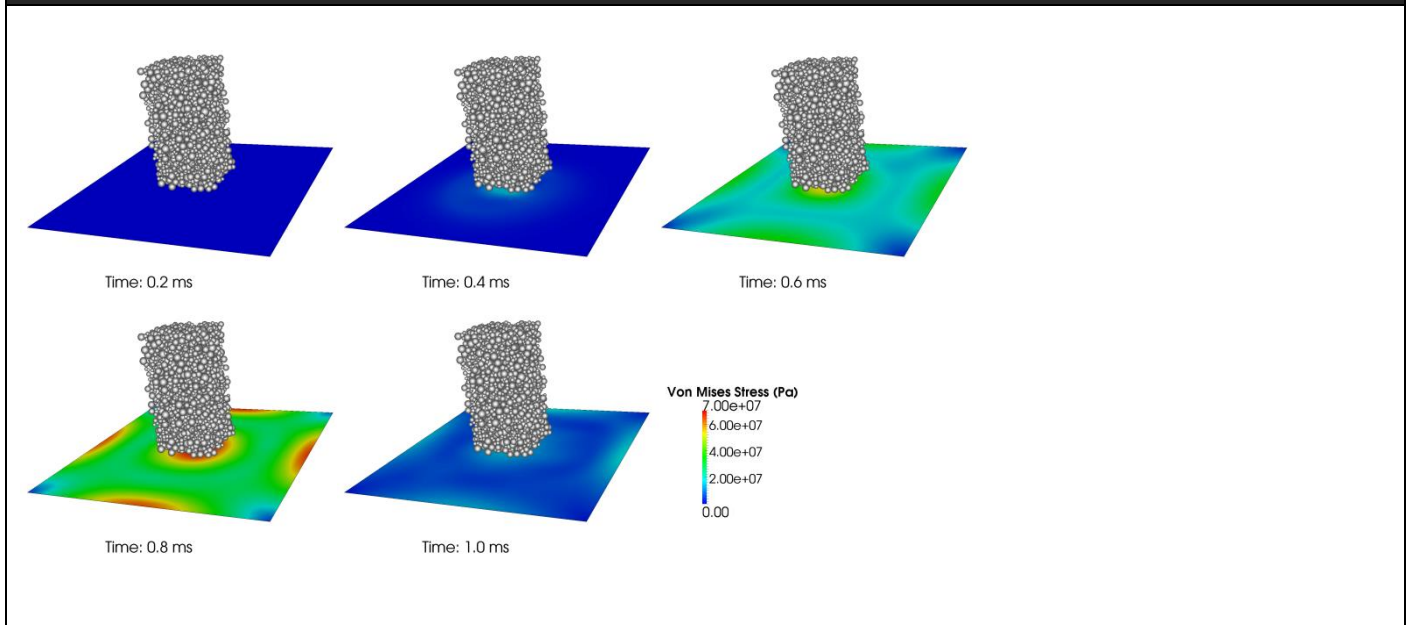 Time: 0.2 ms
Time: 0.4 ms
Time: 0.6 ms
Von Mises Stress (Pa)
7.00e+07
6.00e+07
4.00e+07
2.00e+07
0.00
Time: 0.8 ms
Time: 1.0 ms